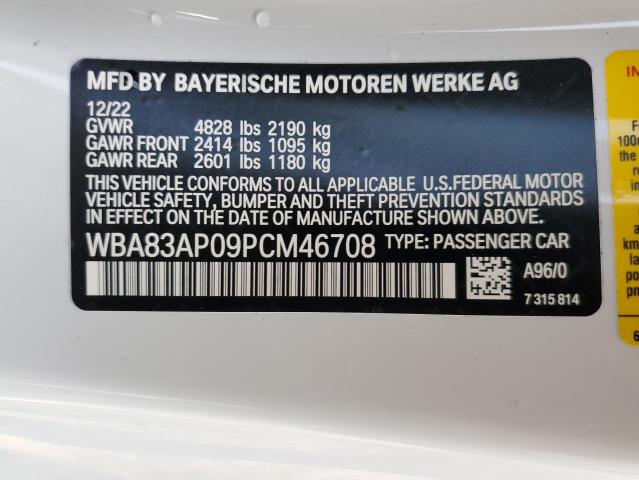 MFD BY BAYERISCHE MOTOREN WERKE AG
12/22
GVWR 4828 lbs 2190 kg
GAWR FRONT 2414 lbs 1095 kg
GAWR REAR 2601 lbs 1180 kg
THIS VEHICLE CONFORMS TO ALL APPLICABLE U.S.FEDERAL MOTOR
VEHICLE SAFETY, BUMPER AND THEFT PREVENTION STANDARDS
IN EFFECT ON THE DATE OF MANUFACTURE SHOWN ABOVE.
WBA83AP09PCM46708 TYPE: PASSENGER CAR
A96/0
7 315 814